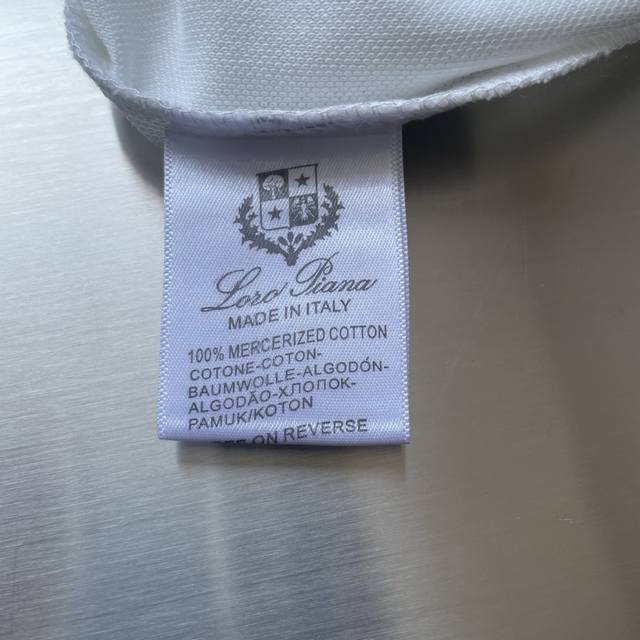 Loro Piana
MADE IN ITALY
100% MERCERIZED COTTON
COTONE-COTON-
BAUMWOLLE-ALGODÓN-
ALGODÃO-ХЛОПОК-
PAMUK/KOTON
ON REVERSE